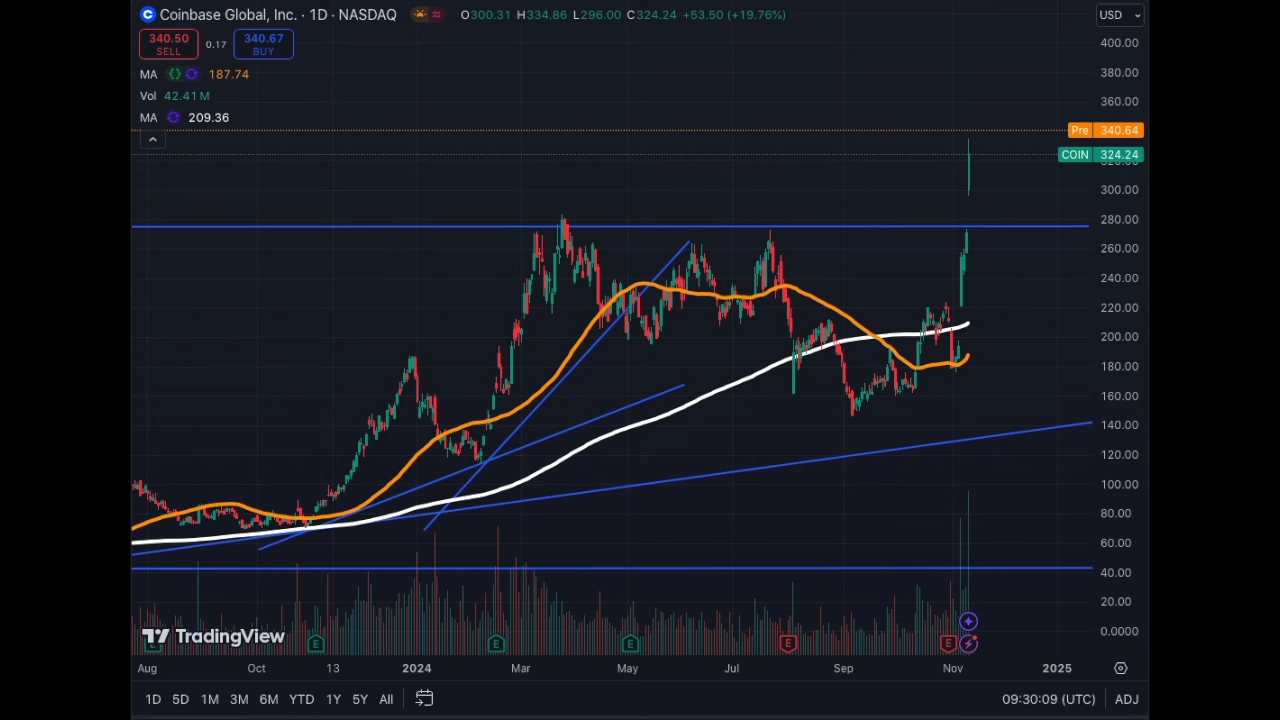 Coinbase Global, Inc. · 1D · NASDAQ O300.31 H334.86 L296.00 C324.24 +53.50 (+19.76%) USD
340.50 SELL 0.17 340.67 BUY
MA 187.74
Vol 42.41 M
MA 209.36
400.00
380.00
360.00
Pre 340.64
COIN 324.24
320.00
300.00
280.00
260.00
240.00
220.00
200.00
180.00
160.00
140.00
120.00
100.00
80.00
60.00
40.00
20.00
0.0000
TradingView
E E E E E E
Aug Oct 13 2024 Mar May Jul Sep Nov 2025
1D 5D 1M 3M 6M YTD 1Y 5Y All 09:30:09 (UTC) ADJ